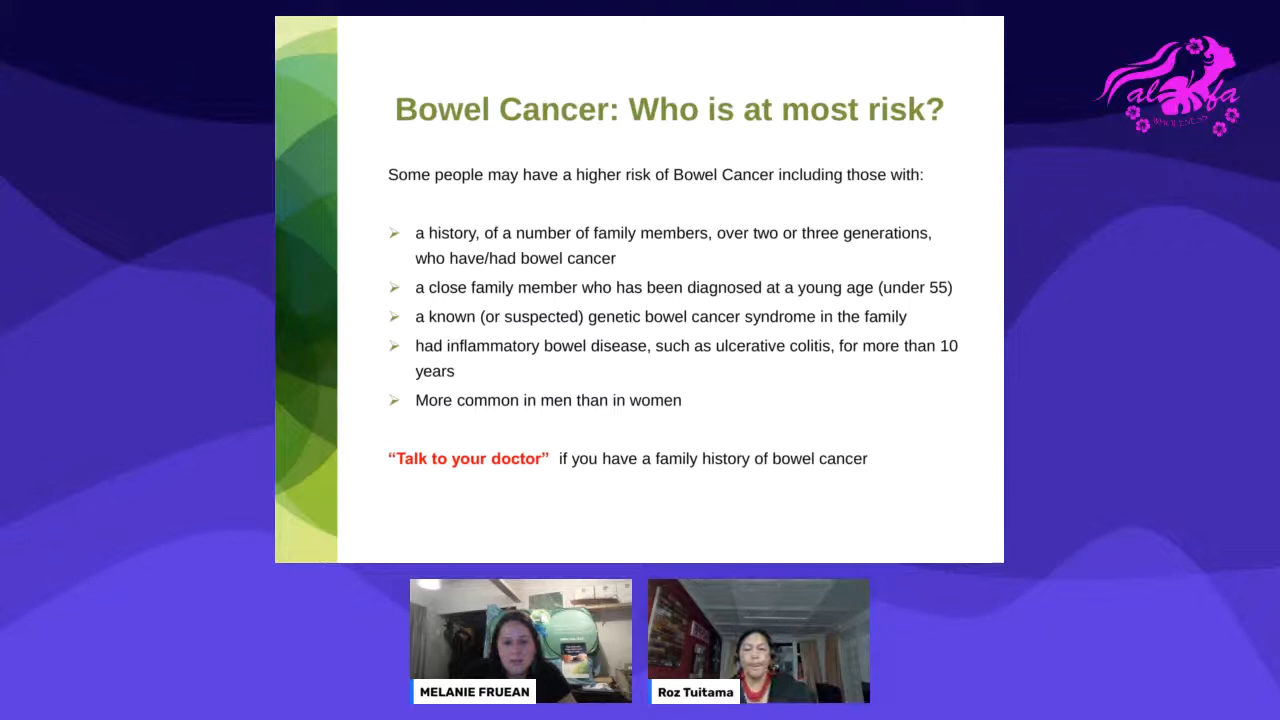 Bowel Cancer: Who is at most risk?
Some people may have a higher risk of Bowel Cancer including those with:
a history, of a number of family members, over two or three generations,
who have/had bowel cancer
a close family member who has been diagnosed at a young age (under 55)
a known (or suspected) genetic bowel cancer syndrome in the family
had inflammatory bowel disease, such as ulcerative colitis, for more than 10
years
More common in men than in women
“Talk to your doctor” if you have a family history of bowel cancer
alofa
WHOLENESS
MELANIE FRUEAN
Roz Tuitama